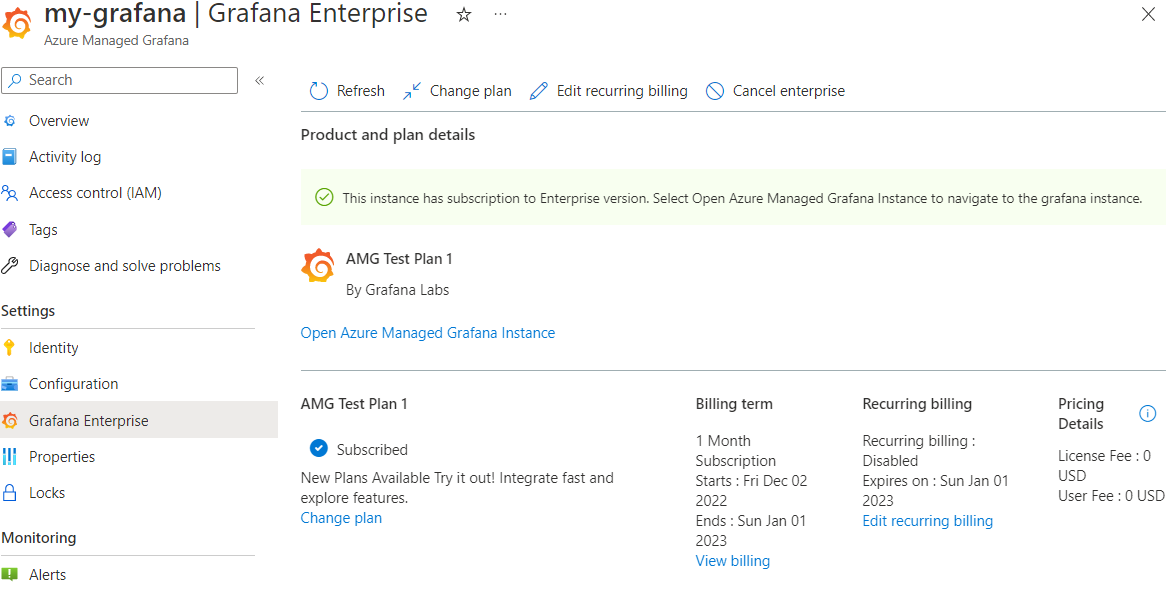 my-grafana | Grafana Enterprise
Azure Managed Grafana
Search
Overview
Activity log
Access control (IAM)
Tags
Diagnose and solve problems
Settings
Identity
Configuration
Grafana Enterprise
Properties
Locks
Monitoring
Alerts
Refresh
Change plan
Edit recurring billing
Cancel enterprise
Product and plan details
This instance has subscription to Enterprise version. Select Open Azure Managed Grafana Instance to navigate to the grafana instance.
AMG Test Plan 1
By Grafana Labs
Open Azure Managed Grafana Instance
AMG Test Plan 1
Subscribed
New Plans Available Try it out! Integrate fast and
explore features.
Change plan
Billing term
1 Month
Subscription
Starts : Fri Dec 02
2022
Ends : Sun Jan 01
2023
View billing
Recurring billing
Recurring billing :
Disabled
Expires on : Sun Jan 01
2023
Edit recurring billing
Pricing
Details
License Fee : 0
USD
User Fee : 0 USD